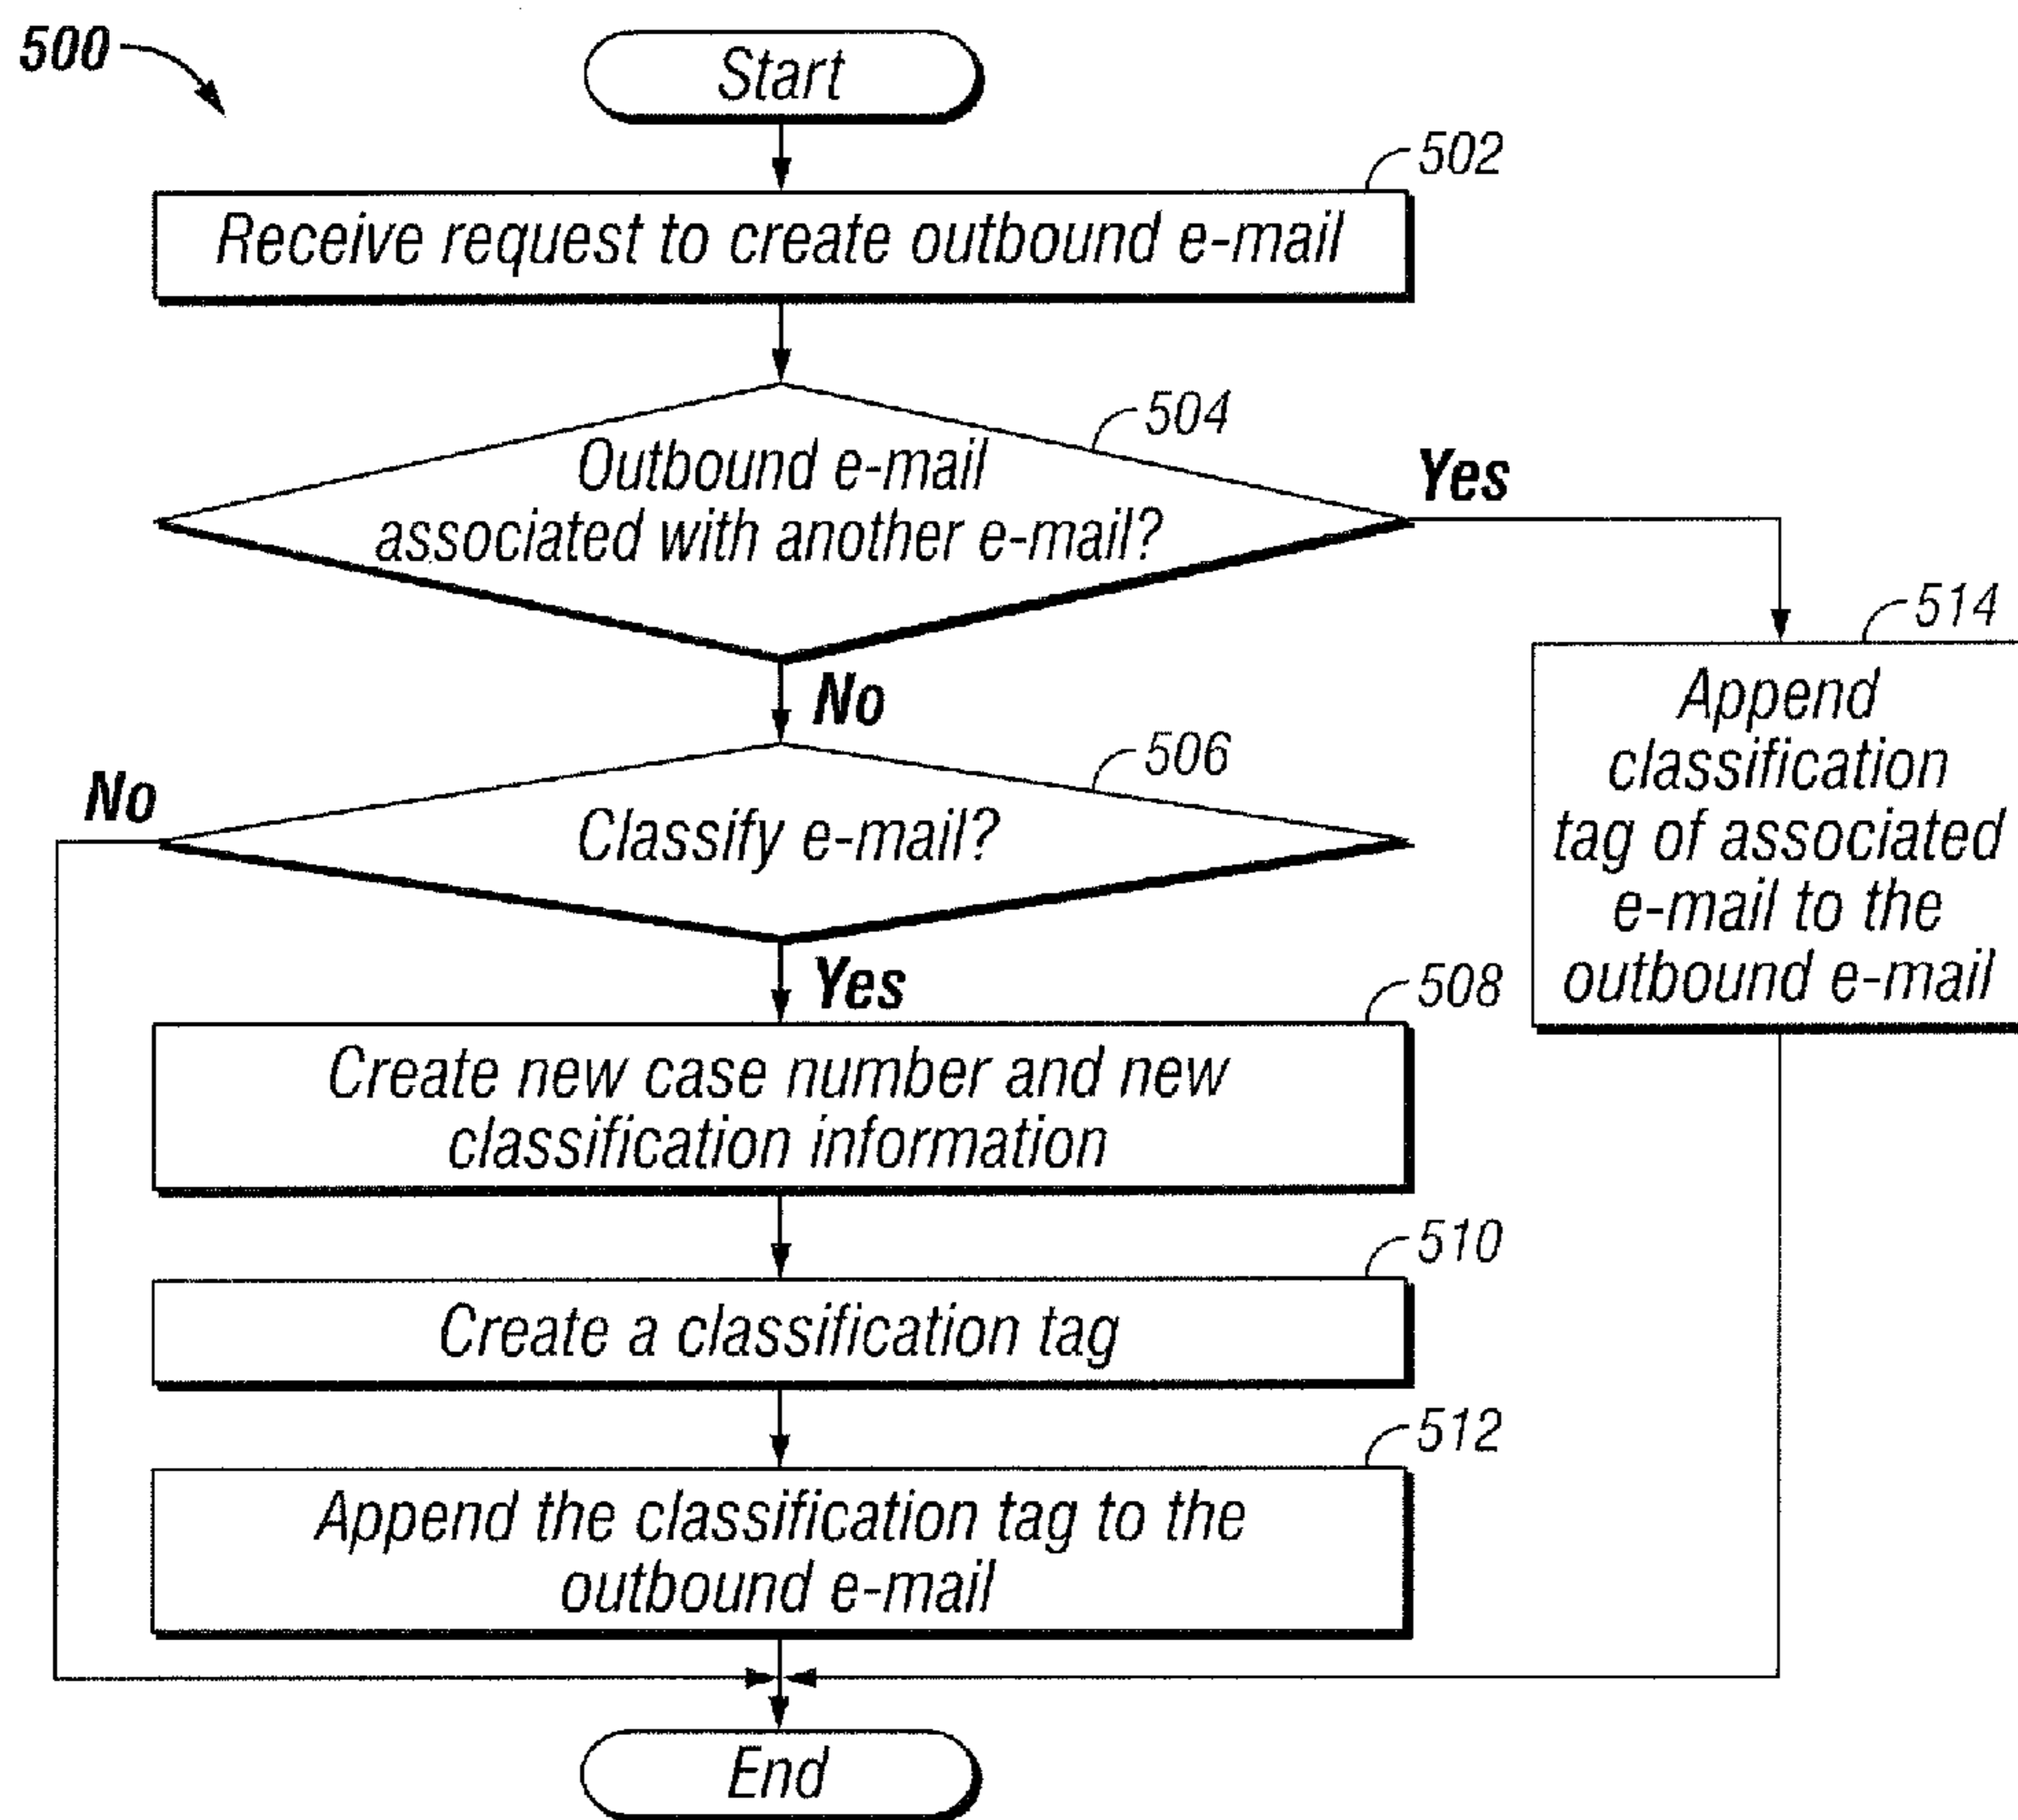 500
Start
502
Receive request to create outbound e-mail
504
Outbound e-mail
associated with another e-mail?
Yes
No
514
Append
classification
tag of associated
e-mail to the
outbound e-mail
506
Classify e-mail?
No
Yes
508
Create new case number and new
classification information
510
Create a classification tag
512
Append the classification tag to the
outbound e-mail
End